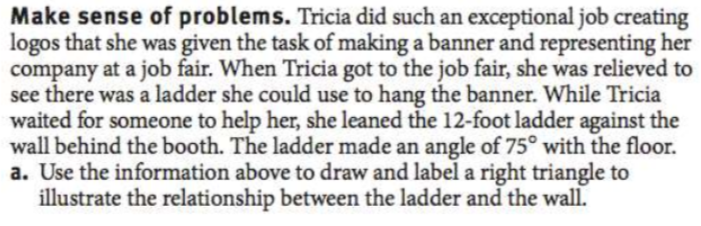 Make sense of problems. Tricia did such an exceptional job creating
logos that she was given the task of making a banner and representing her
company at a job fair. When Tricia got to the job fair, she was relieved to
see there was a ladder she could use to hang the banner. While Tricia
waited for someone to help her, she leaned the 12-foot ladder against the
wall behind the booth. The ladder made an angle of 75° with the floor.
a. Use the information above to draw and label a right triangle to
illustrate the relationship between the ladder and the wall.